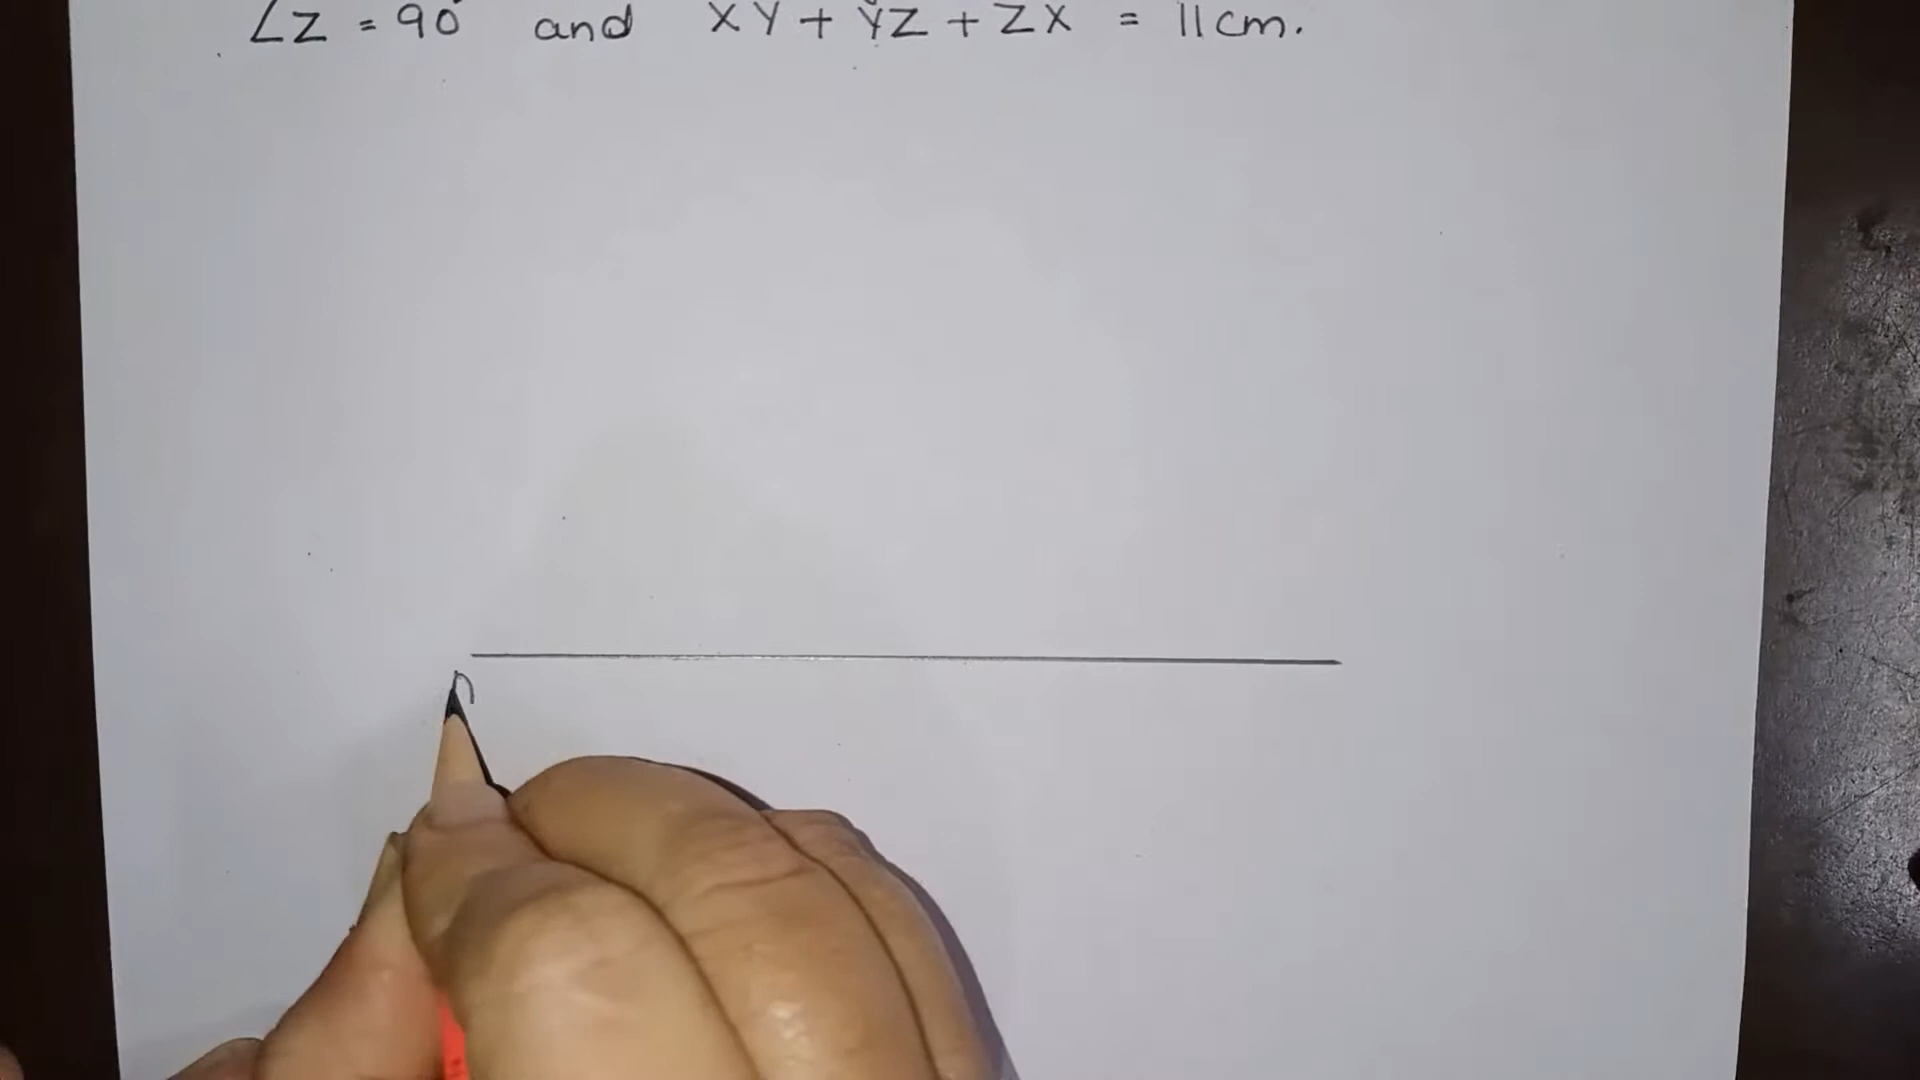 ∠Z = 90° and XY + YZ + ZX = 11cm.